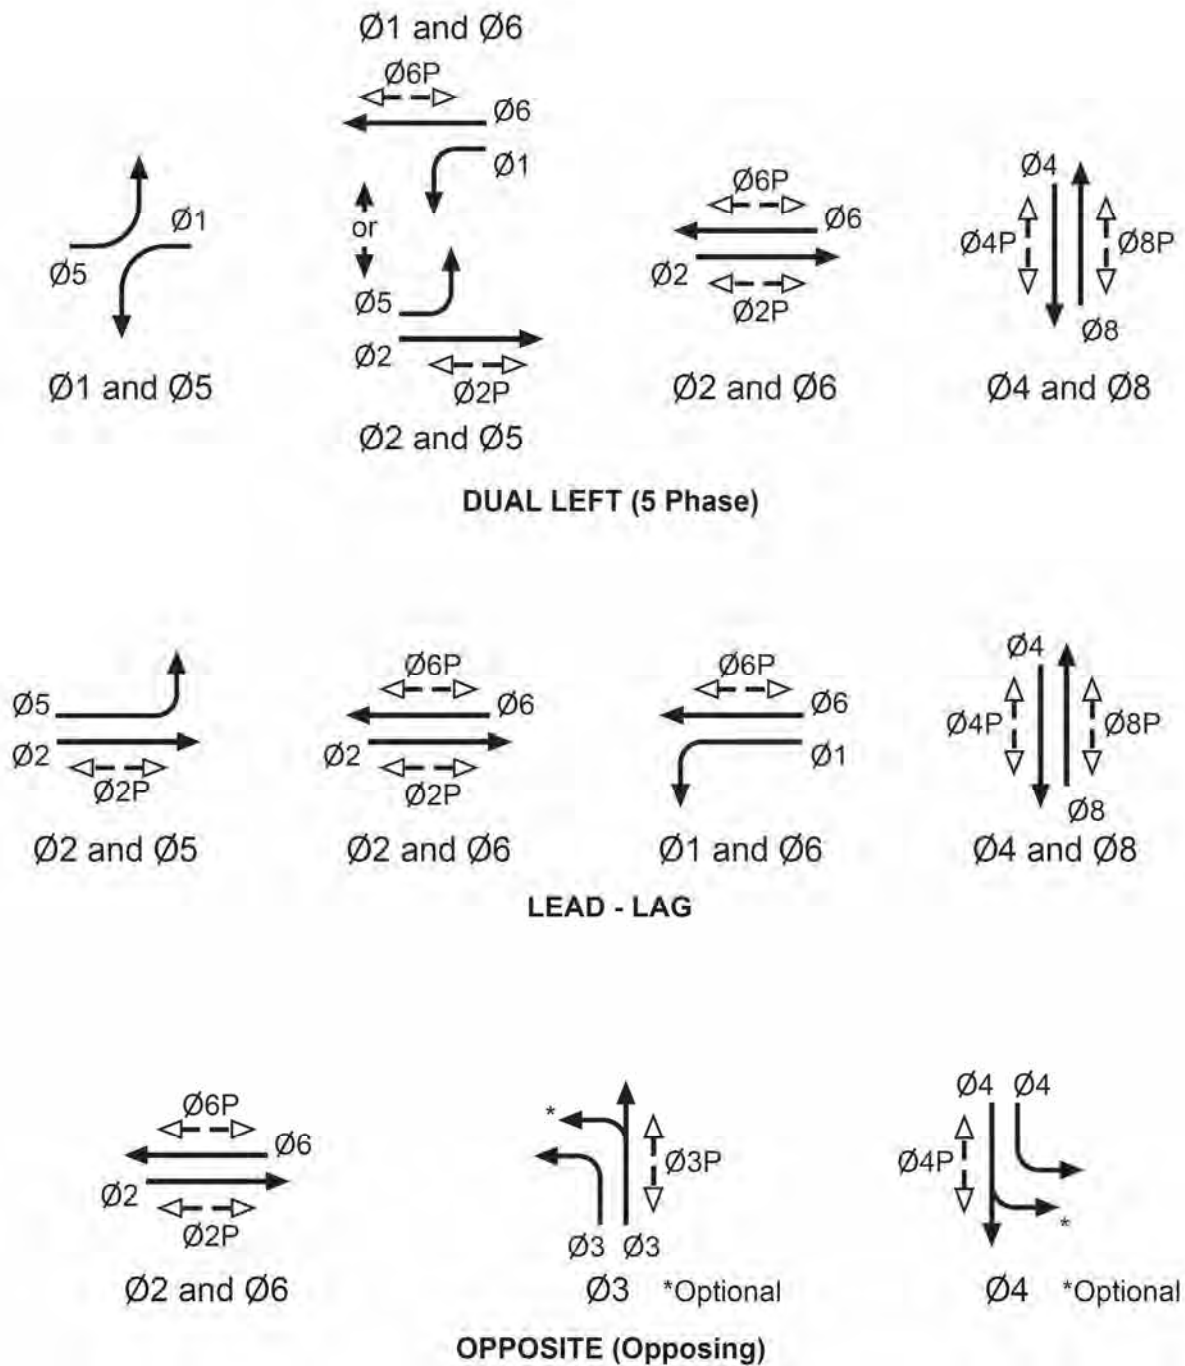 Ø1 and Ø6
Ø6P
Ø6
Ø1
or
Ø5
Ø2
Ø2P
Ø2 and Ø5
Ø1
Ø5
Ø1 and Ø5
Ø6P
Ø6
Ø2
Ø2P
Ø2 and Ø6
Ø4
Ø4P
Ø8P
Ø8
Ø4 and Ø8
DUAL LEFT (5 Phase)
Ø5
Ø2
Ø2P
Ø2 and Ø5
Ø6P
Ø6
Ø2
Ø2P
Ø2 and Ø6
Ø6P
Ø6
Ø1
Ø1 and Ø6
Ø4
Ø4P
Ø8P
Ø8
Ø4 and Ø8
LEAD - LAG
Ø6P
Ø6
Ø2
Ø2P
Ø2 and Ø6
*
Ø3P
Ø3 Ø3
Ø3 *Optional
Ø4 Ø4
Ø4P
*
Ø4 *Optional
OPPOSITE (Opposing)